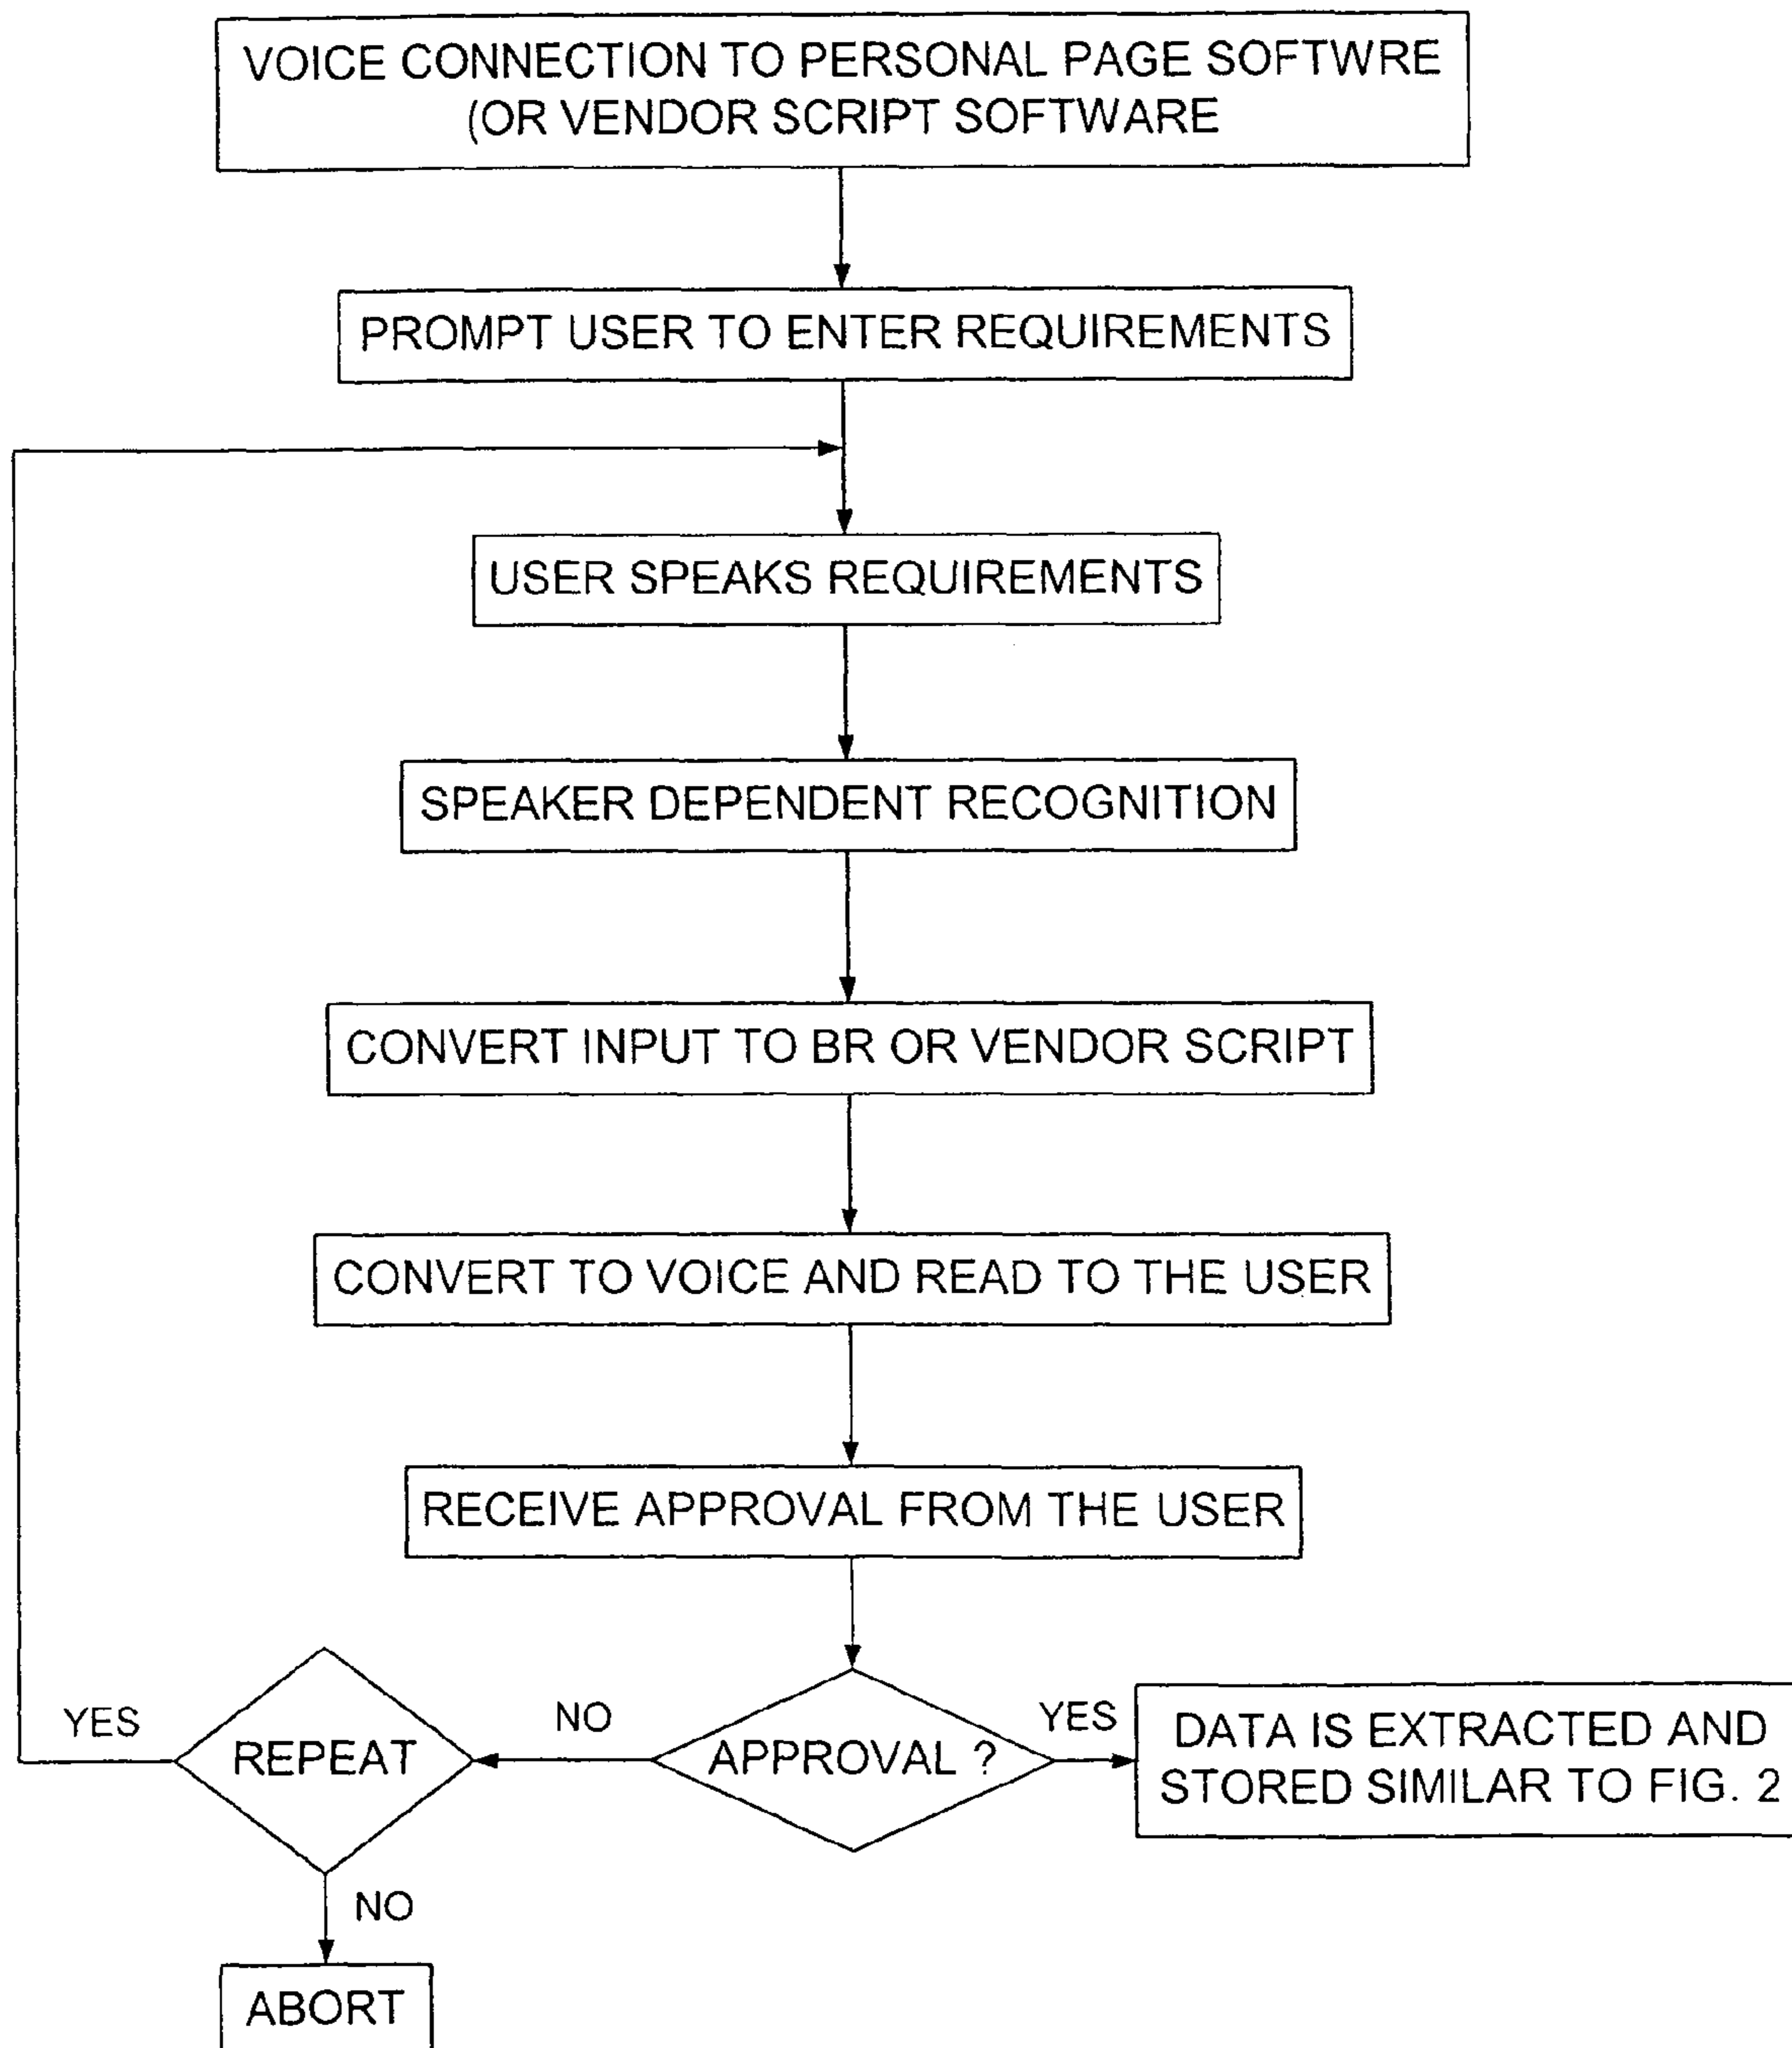 VOICE CONNECTION TO PERSONAL PAGE SOFTWRE
(OR VENDOR SCRIPT SOFTWARE
PROMPT USER TO ENTER REQUIREMENTS
USER SPEAKS REQUIREMENTS
SPEAKER DEPENDENT RECOGNITION
CONVERT INPUT TO BR OR VENDOR SCRIPT
CONVERT TO VOICE AND READ TO THE USER
RECEIVE APPROVAL FROM THE USER
YES
REPEAT
NO
APPROVAL ?
YES
DATA IS EXTRACTED AND
STORED SIMILAR TO FIG. 2
NO
ABORT